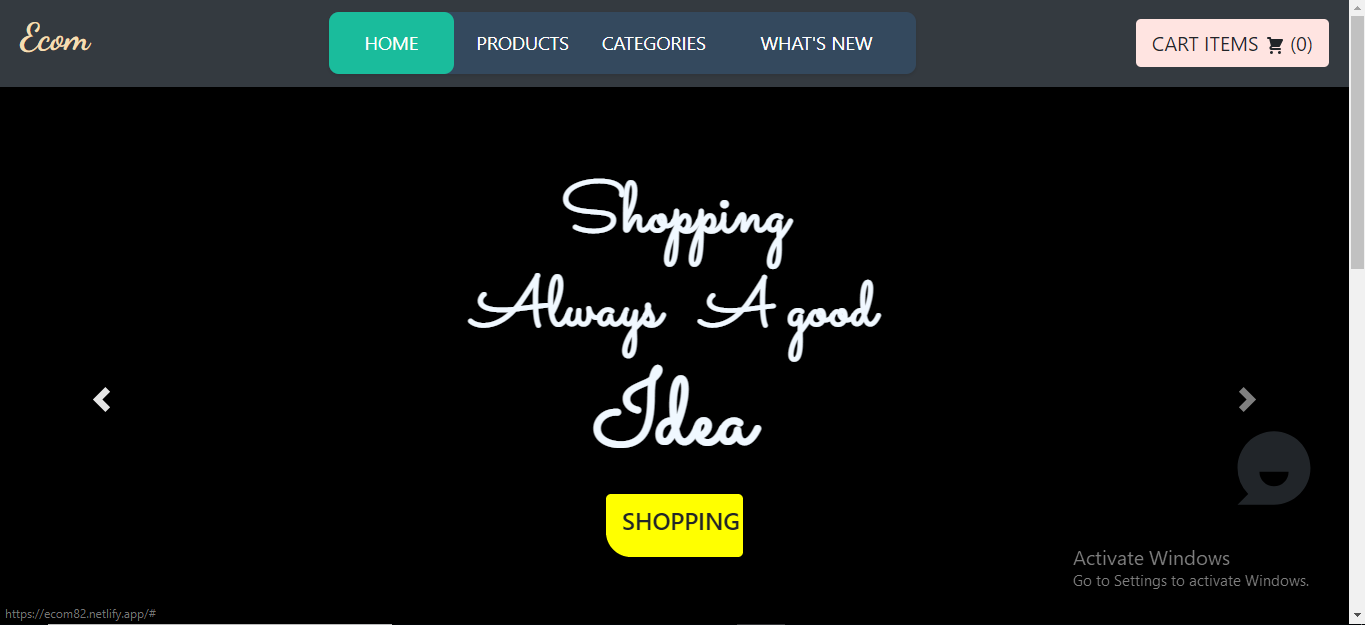 Ecom
HOME
PRODUCTS
CATEGORIES
WHAT'S NEW
CART ITEMS (0)
Shopping
Always A good
Idea
SHOPPING
Activate Windows
Go to Settings to activate Windows.
https://ecom82.netlify.app/#